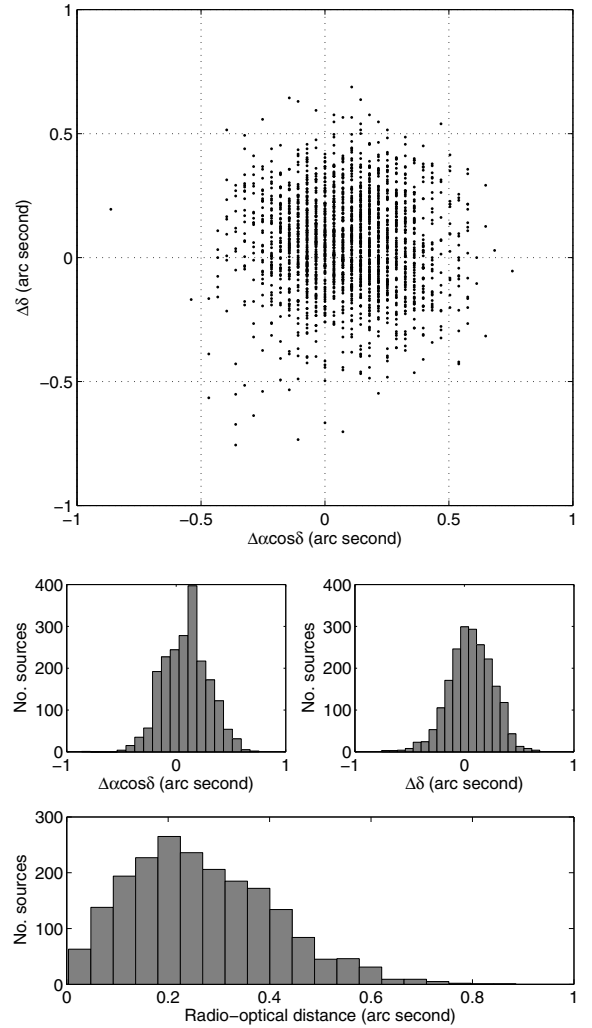 1
0.5
0
−0.5
−1
−1 −0.5 0 0.5 1
Δδ (arc second)
Δαcosδ (arc second)
400
300
200
100
0
−1 0 1
No. sources
Δαcosδ (arc second)
400
300
200
100
0
−1 0 1
No. sources
Δδ (arc second)
300
200
100
0
0 0.2 0.4 0.6 0.8 1
No. sources
Radio−optical distance (arc second)